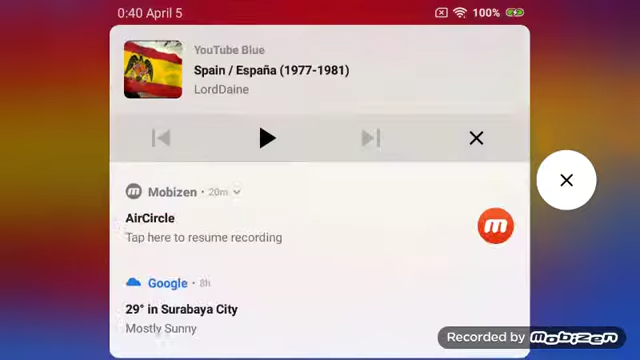 0:40 April 5
100%
YouTube Blue
Spain / España (1977-1981)
LordDaine
Mobizen • 20m
AirCircle
Tap here to resume recording
Google • 8h
29° in Surabaya City
Mostly Sunny
Recorded by mobizen